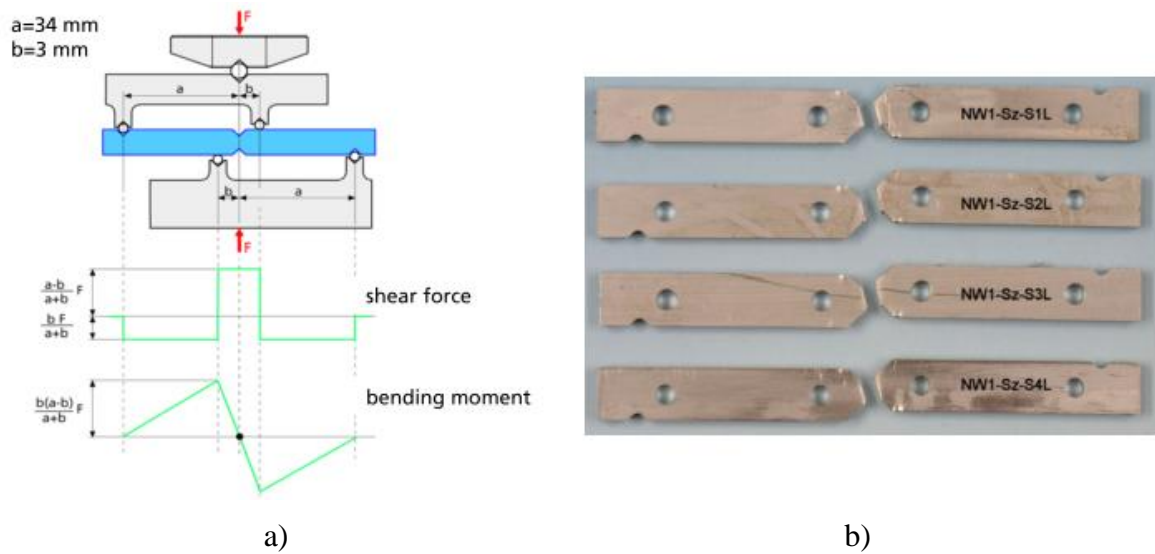 a=34 mm
b=3 mm
F
a
b
b
a
F
a-b
a+b
F
shear force
b F
a+b
b(a-b)
a+b
F
bending moment
NW1-Sz-S1L
NW1-Sz-S2L
NW1-Sz-S3L
NW1-Sz-S4L
a)
b)